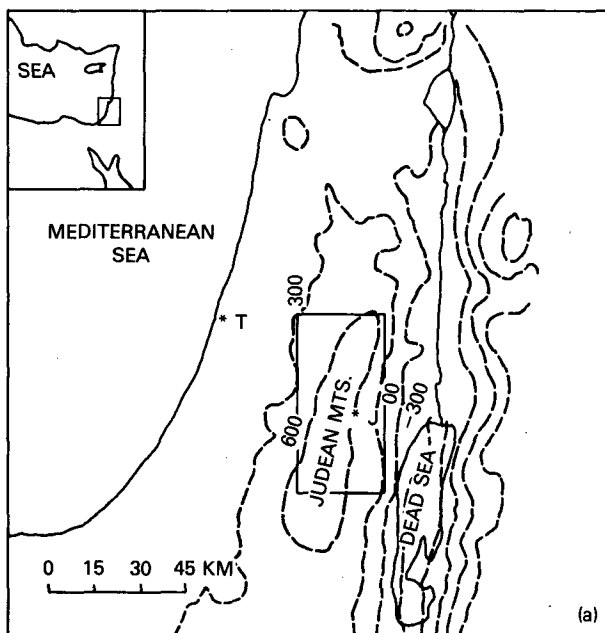 SEA
MEDITERRANEAN
SEA
* T
300
600
JUDEAN MTS.
*
00
-300
DEAD SEA
0 15 30 45 KM
(a)